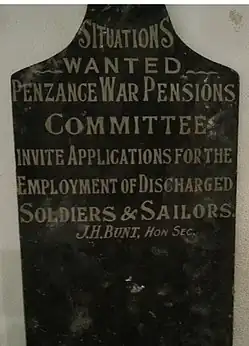 SITUATIONS
WANTED
PENZANCE WAR PENSIONS
COMMITTEE
INVITE APPLICATIONS FOR THE
EMPLOYMENT OF DISCHARGED
SOLDIERS & SAILORS.
J.H. BUNT, HON SEC.